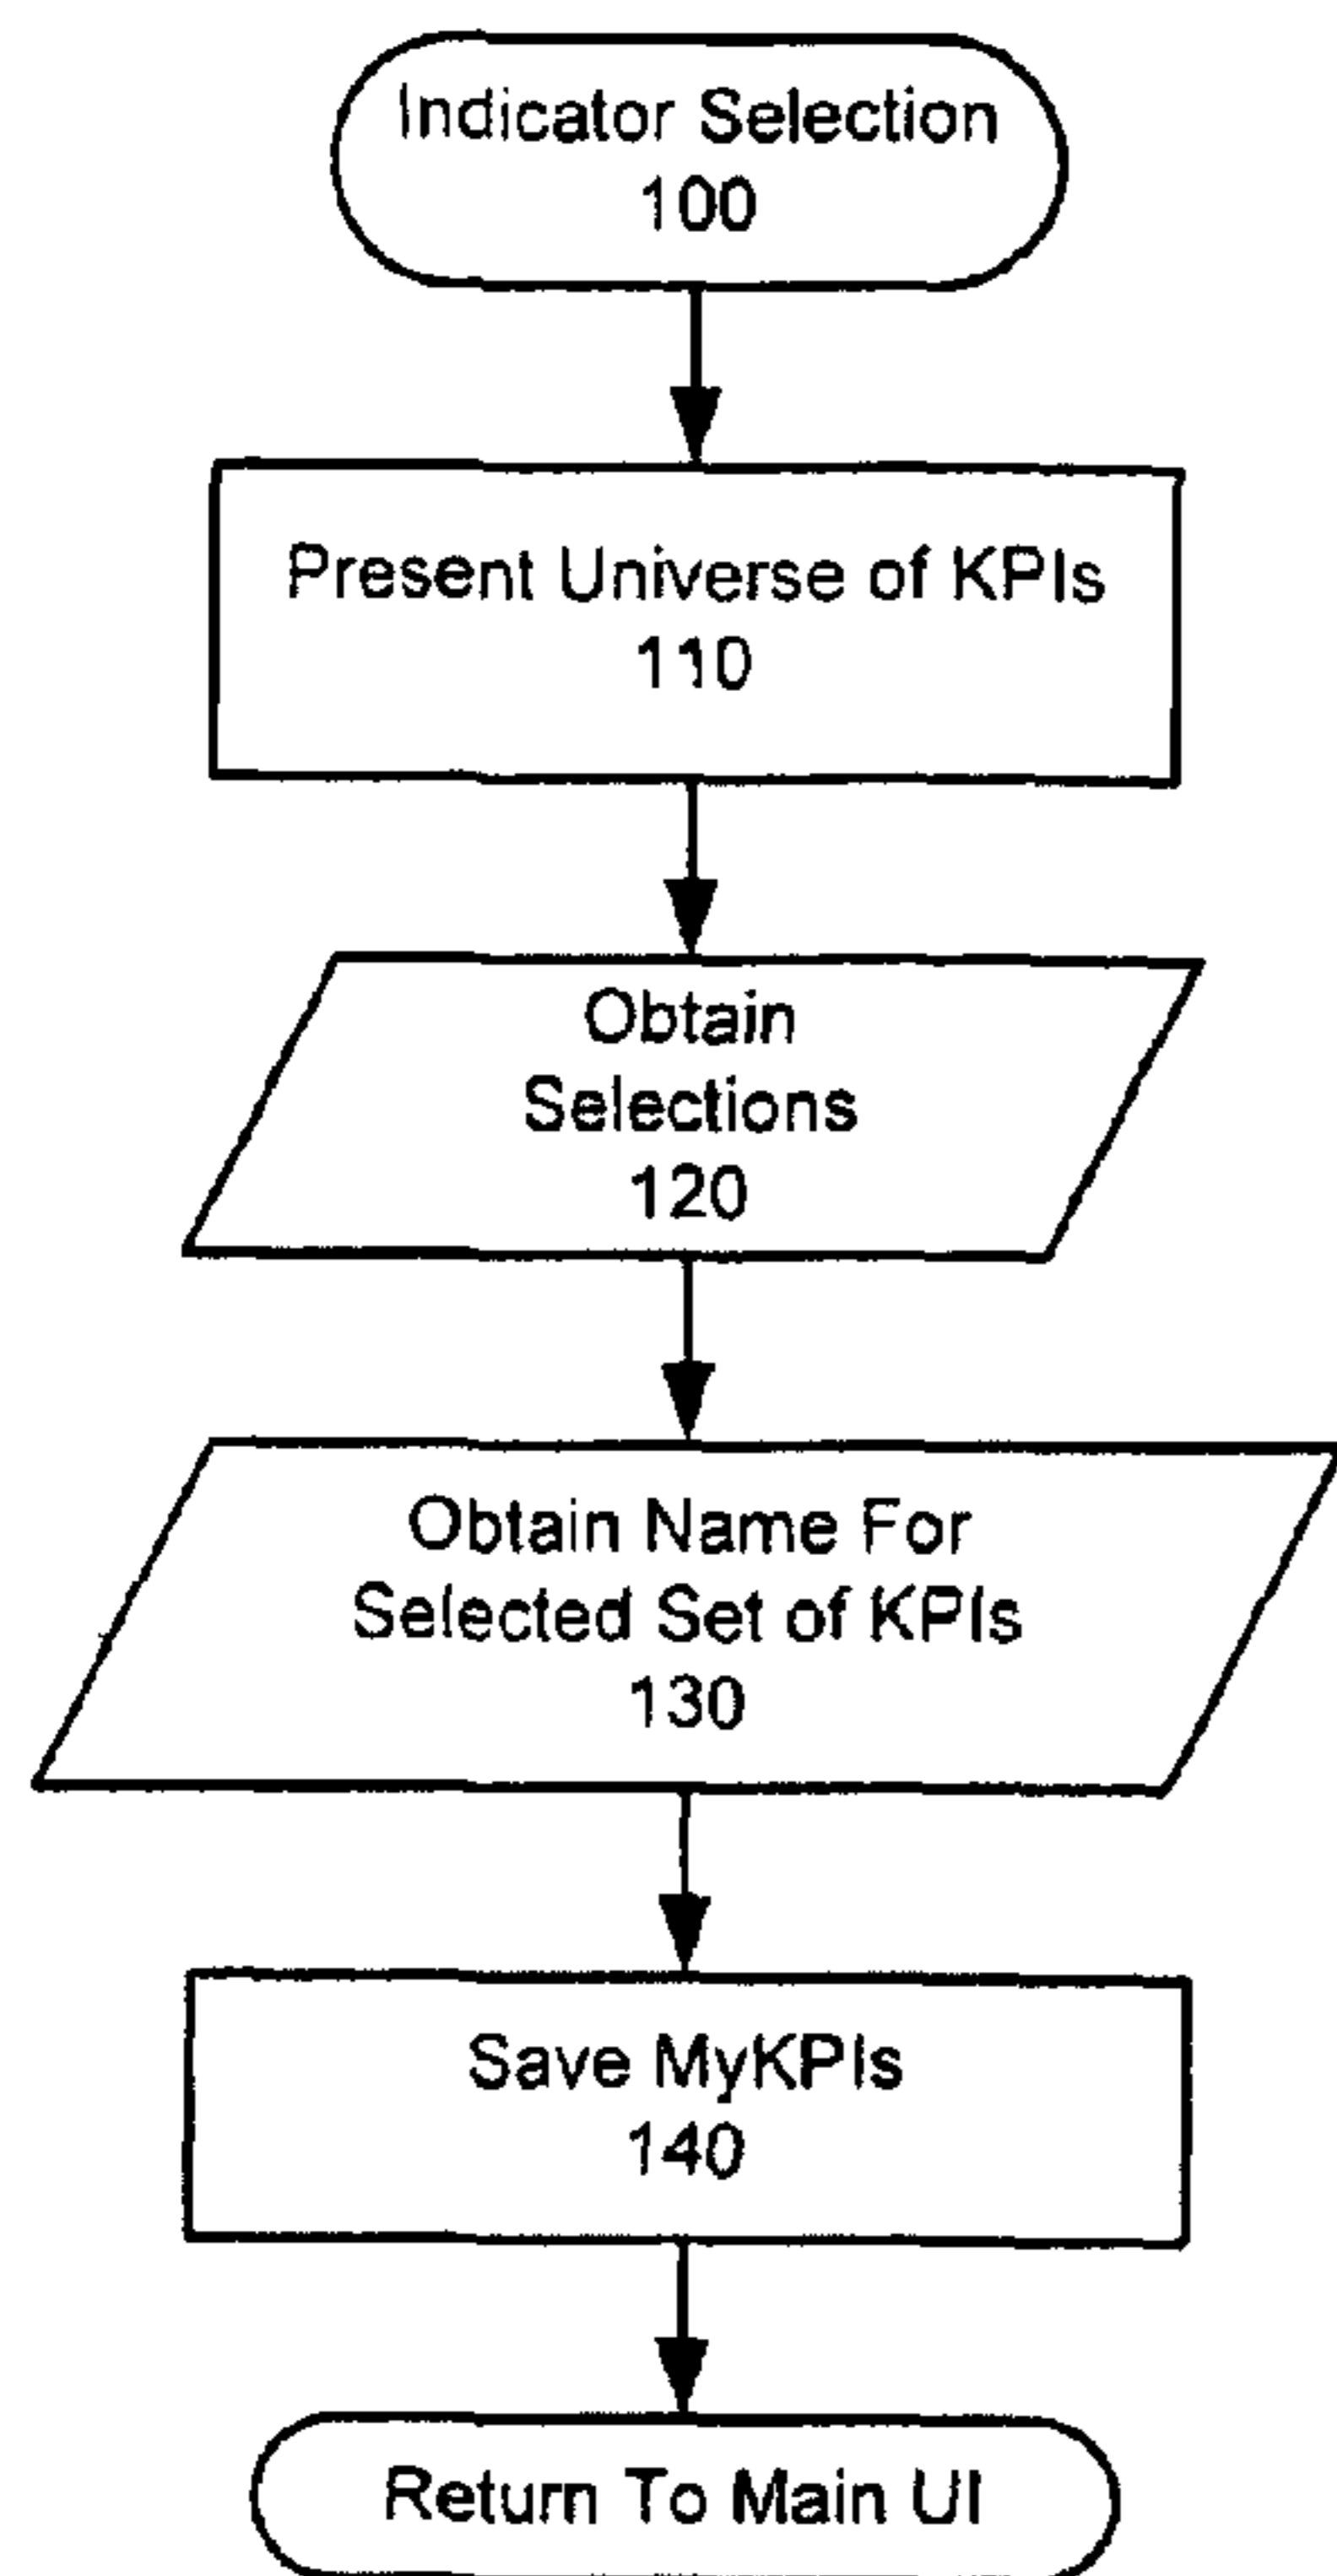 Indicator Selection
100
Present Universe of KPIs
110
Obtain
Selections
120
Obtain Name For
Selected Set of KPIs
130
Save MyKPIs
140
Return To Main UI